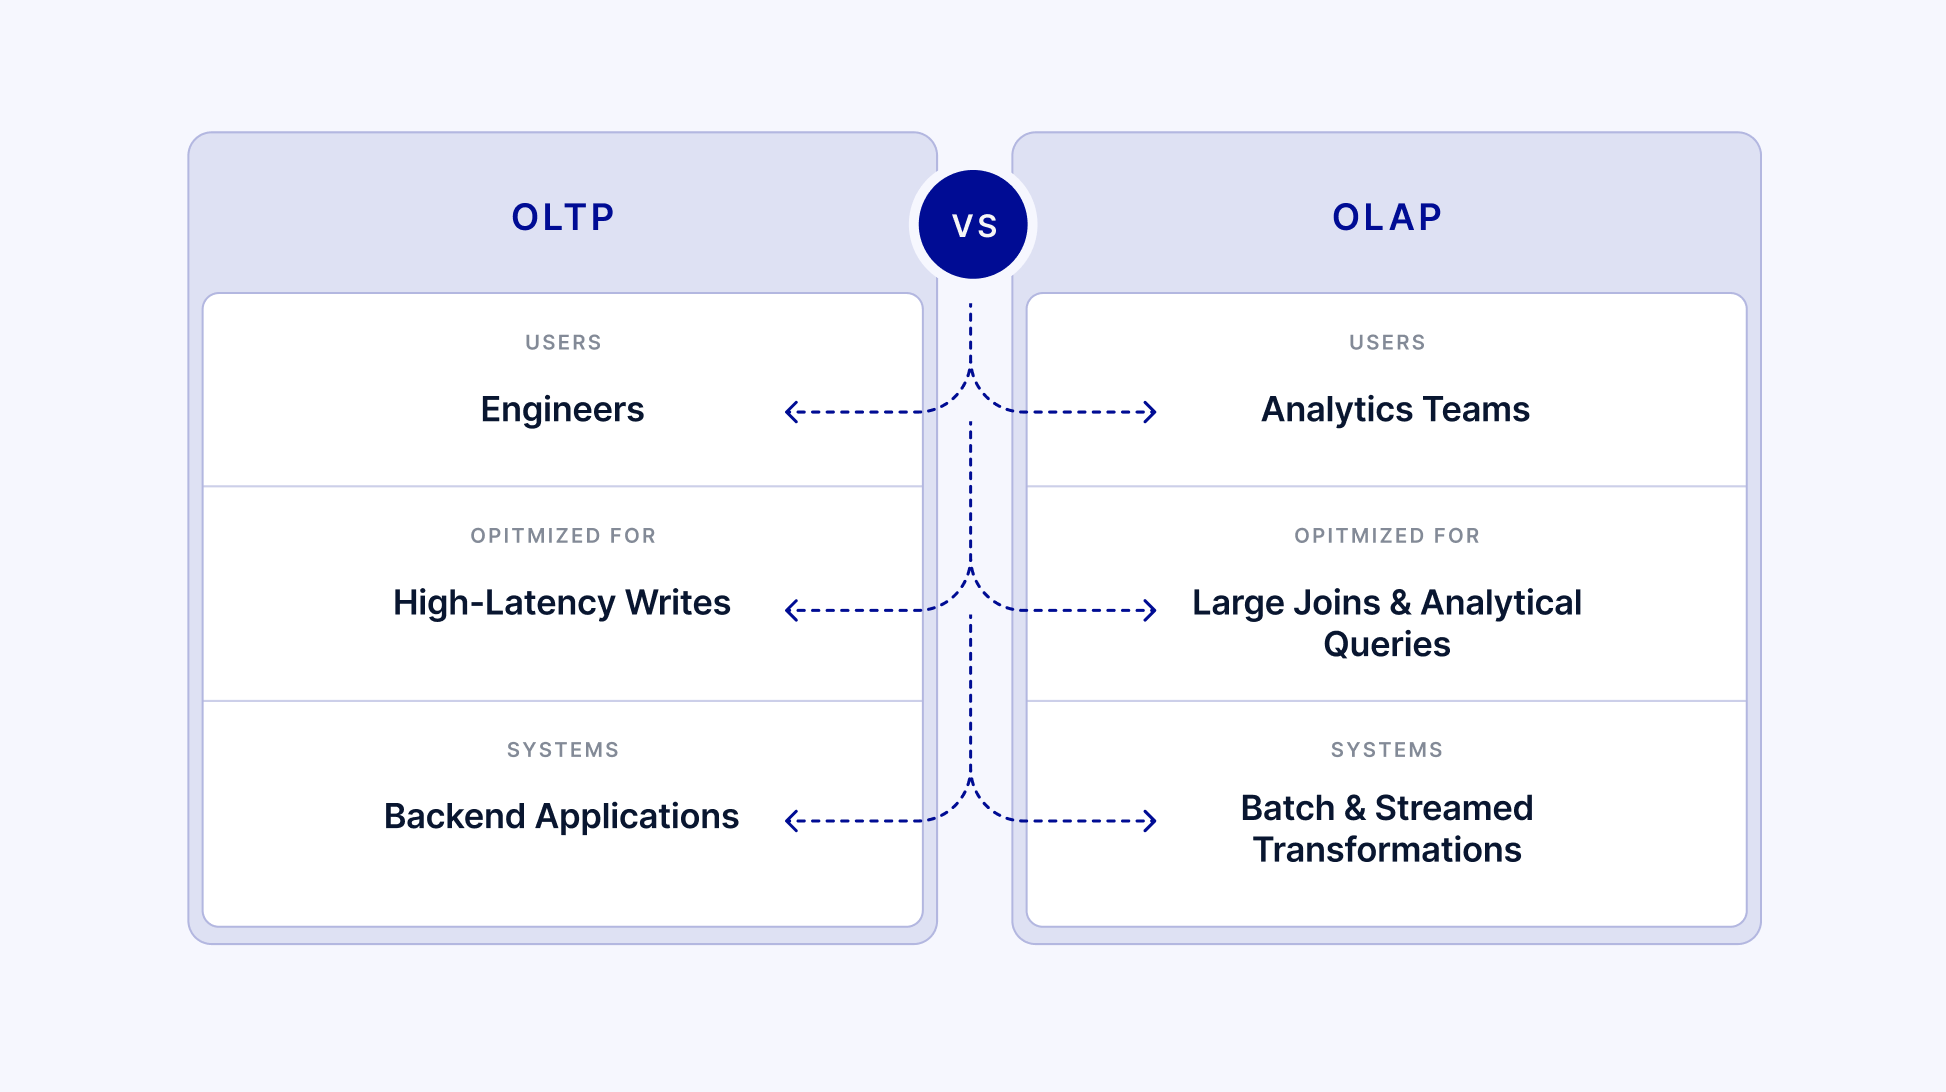 OLTP
VS
OLAP
USERS
Engineers
USERS
Analytics Teams
OPITMIZED FOR
High-Latency Writes
OPITMIZED FOR
Large Joins & Analytical
Queries
SYSTEMS
Backend Applications
SYSTEMS
Batch & Streamed
Transformations